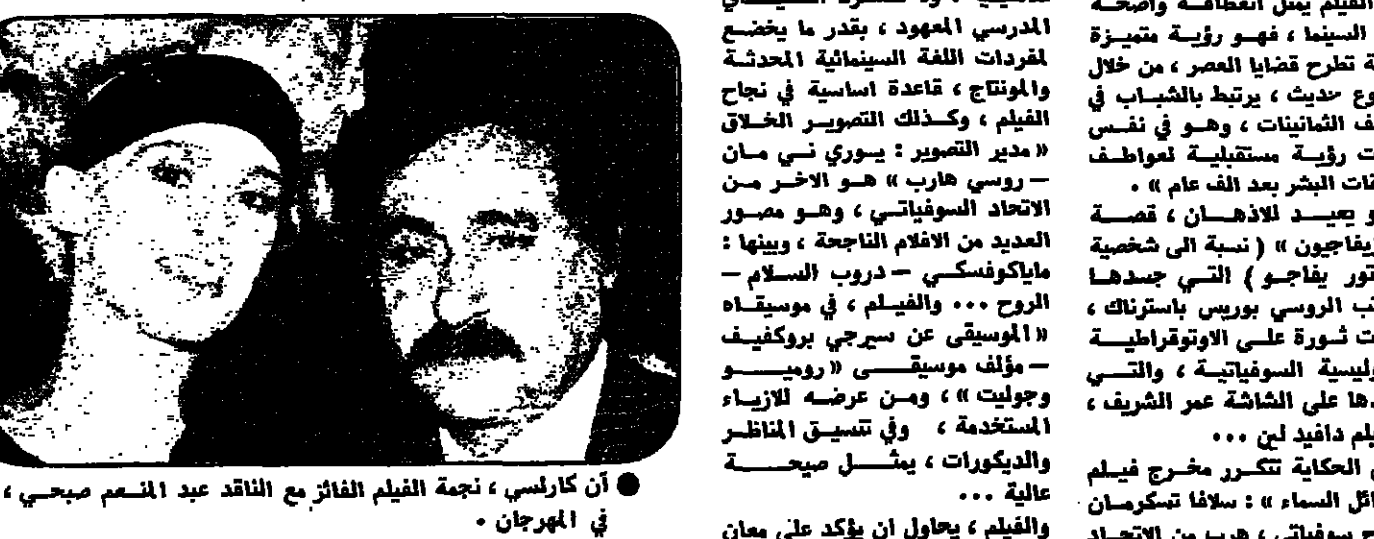 الفيلم يمثل انعطافة واضحة
السينما ، فهو رؤية متميزة
ة تطرح قضايا العصر ، من خلال
وع حديث ، يرتبط بالشباب في
ف الثمانينات ، وهو في نفس
ت رؤية مستقبلية لعواطف
قات البشر بعد الف عام » .
و يعيد للاذهان ، قصة
يفاجيون » ( نسبة الى شخصية
تور يفاجو ) التي جسدها
تب الروسي بوريس باسترناك ،
ت ثورة على الاوتوقراطية
وليسية السوفياتية ، والتي
دها على الشاشة عمر الشريف ،
يلم دافيد لين ...
الحكاية تتكرر مخرج فيلم
ائل السماء » : سلافا تسكرمان
ج سوفياتي ، هرب من الاتحاد
المدرسي المعهود ، بقدر ما يخضع
لمفردات اللغة السينمائية المحدثة
والمونتاج ، قاعدة اساسية في نجاح
الفيلم ، وكذلك التصوير الخلاق
« مدير التصوير : يوري ني مان
— روسي هارب » هو الاخر من
الاتحاد السوفياتي ، وهو مصور
العديد من الافلام الناجحة ، وبينها :
ماياكوفسكي — دروب السلام —
الروح ... والفيلم ، في موسيقاه
« الموسيقى عن سيرجي بروكفيف
— مؤلف موسيقى « روميو
وجوليت » ، ومن عرضه للازياء
المستخدمة ، وفي تنسيق المناظر
والديكورات ، يمثل صيحة
عالية ...
والفيلم ، يحاول ان يؤكد على معان
● آن كارلسي ، نجمة الفيلم الفائز مع الناقد عبد المنعم صبحي ،
في المهرجان .